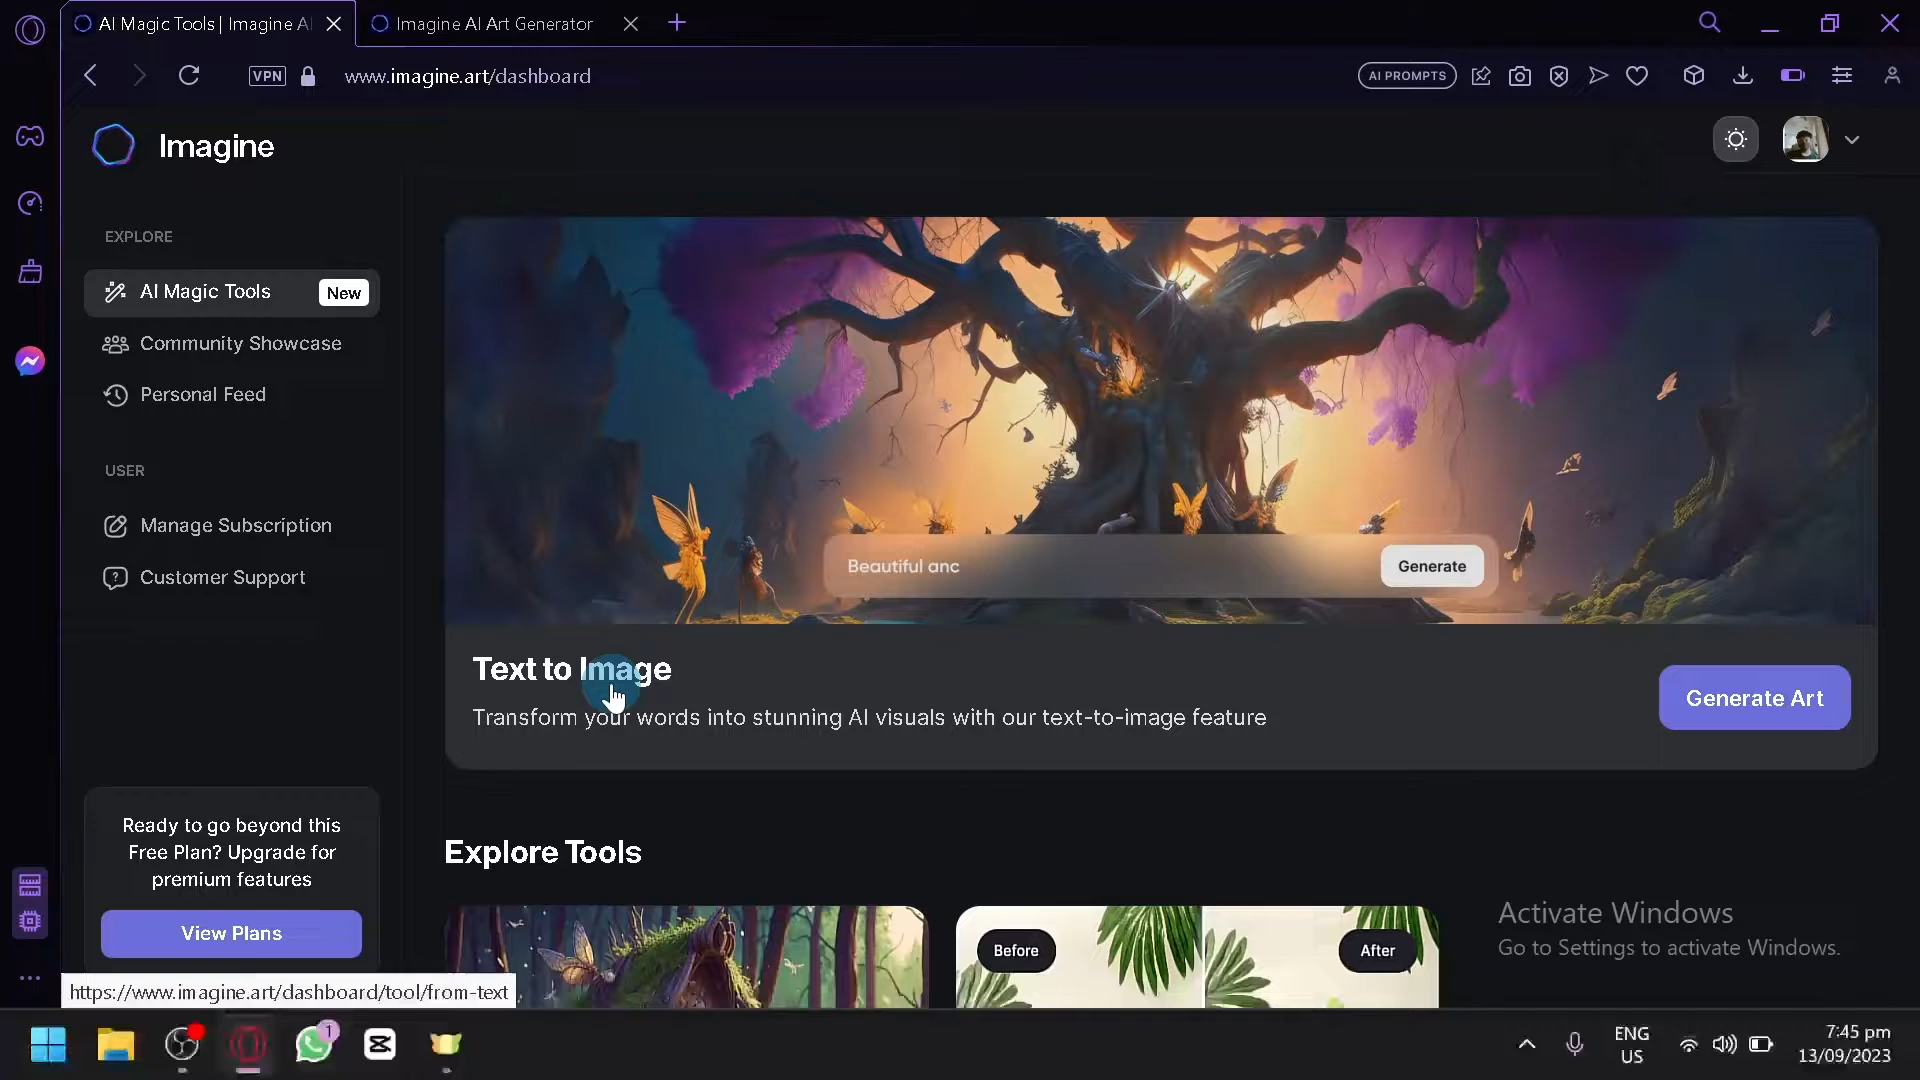 AI Magic Tools | Imagine AI
Imagine AI Art Generator
VPN
www.imagine.art/dashboard
AI PROMPTS
Imagine
EXPLORE
AI Magic Tools
New
Community Showcase
Personal Feed
USER
Manage Subscription
Customer Support
Ready to go beyond this
Free Plan? Upgrade for
premium features
View Plans
Beautiful anc
Generate
Text to Image
Transform your words into stunning AI visuals with our text-to-image feature
Generate Art
Explore Tools
Before
After
Activate Windows
Go to Settings to activate Windows.
https://www.imagine.art/dashboard/tool/from-text
1
ENG
US
7:45 pm
13/09/2023